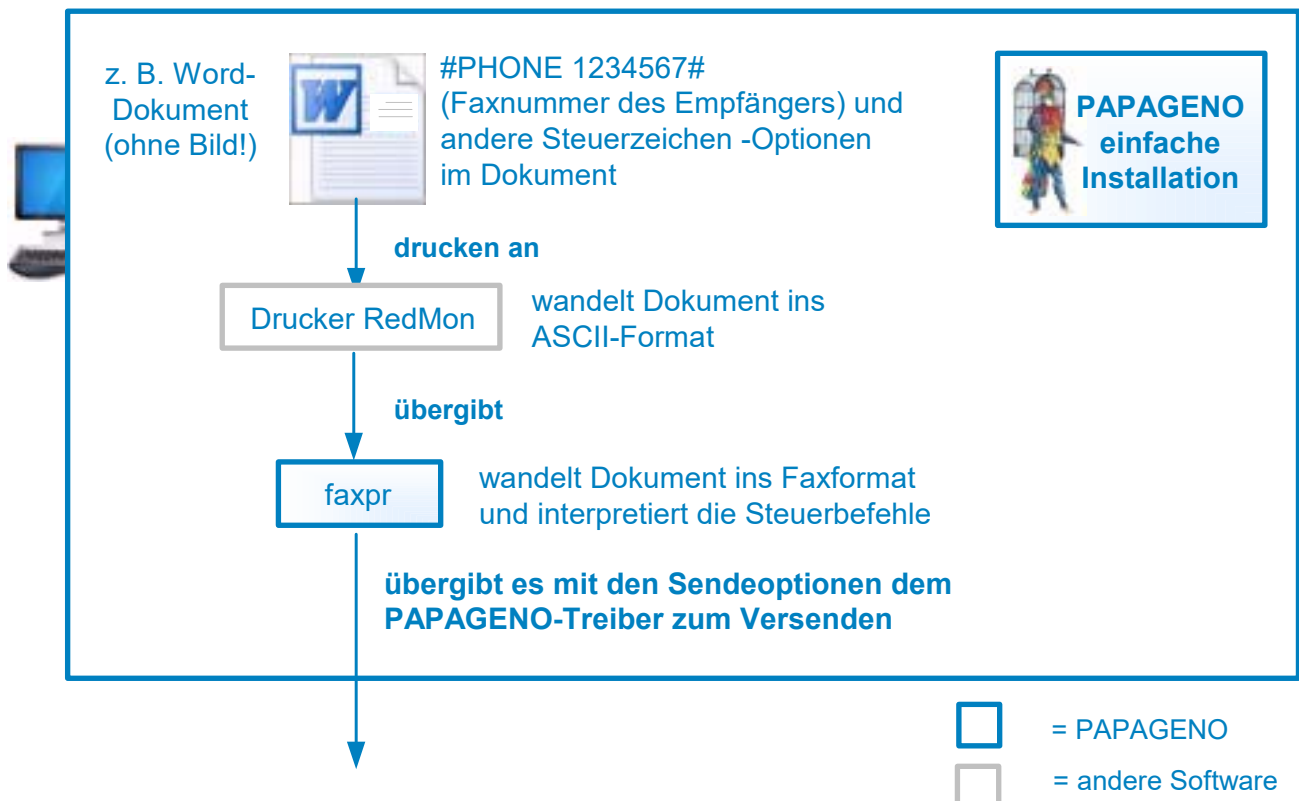 z. B. Word-
Dokument
(ohne Bild!)
W
#PHONE 1234567#
(Faxnummer des Empfängers) und
andere Steuerzeichen -Optionen
im Dokument
PAPAGENO
einfache
Installation
drucken an
Drucker RedMon
wandelt Dokument ins
ASCII-Format
übergibt
faxpr
wandelt Dokument ins Faxformat
und interpretiert die Steuerbefehle
übergibt es mit den Sendeoptionen dem
PAPAGENO-Treiber zum Versenden
= PAPAGENO
= andere Software